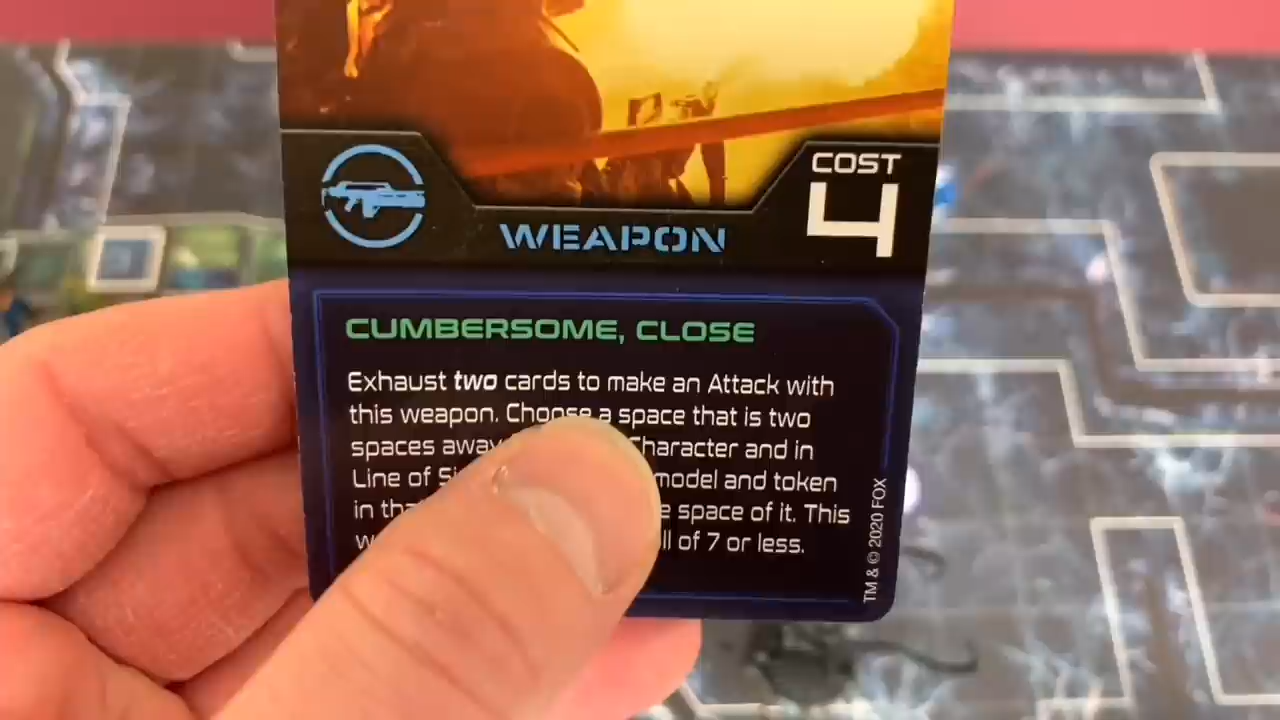 COST
4
WEAPON
CUMBERSOME, CLOSE
Exhaust two cards to make an Attack with
this weapon. Choose a space that is two
spaces away Character and in
Line of model and token
in space of it. This
of 7 or less.
TM & © 2020 FOX